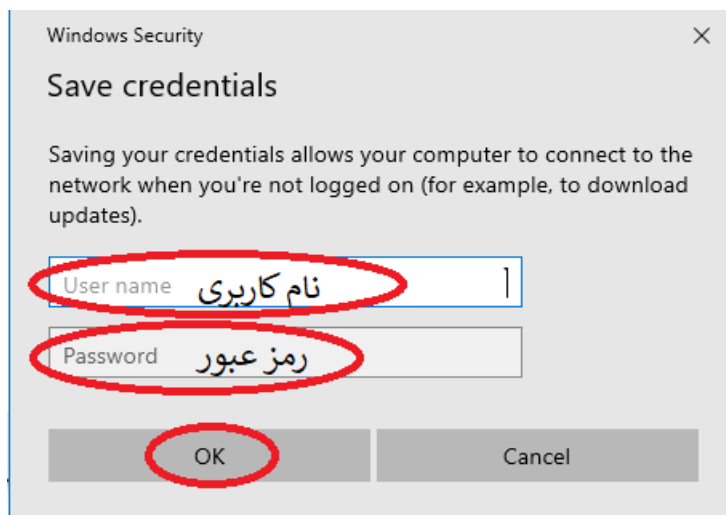 Windows Security
Save credentials
Saving your credentials allows your computer to connect to the
network when you're not logged on (for example, to download
updates).
User name نام کاربری
Password رمز عبور
OK Cancel